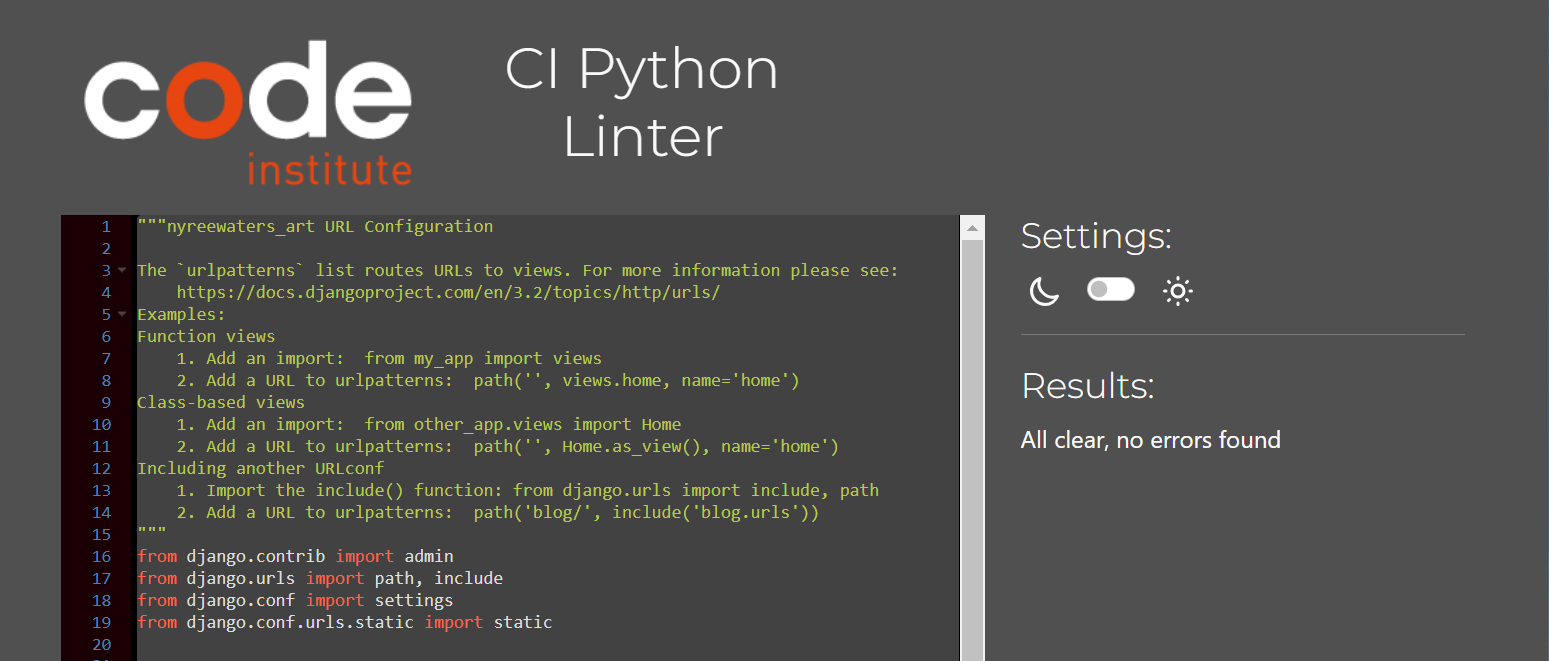 code
institute
CI Python
Linter
1 """nyreewaters_art URL Configuration
2
3 The `urlpatterns` list routes URLs to views. For more information please see:
4     https://docs.djangoproject.com/en/3.2/topics/http/urls/
5 Examples:
6 Function views
7     1. Add an import:  from my_app import views
8     2. Add a URL to urlpatterns:  path('', views.home, name='home')
9 Class-based views
10     1. Add an import:  from other_app.views import Home
11     2. Add a URL to urlpatterns:  path('', Home.as_view(), name='home')
12 Including another URLconf
13     1. Import the include() function: from django.urls import include, path
14     2. Add a URL to urlpatterns:  path('blog/', include('blog.urls'))
15 """
16 from django.contrib import admin
17 from django.urls import path, include
18 from django.conf import settings
19 from django.conf.urls.static import static
20
Settings:
Results:
All clear, no errors found